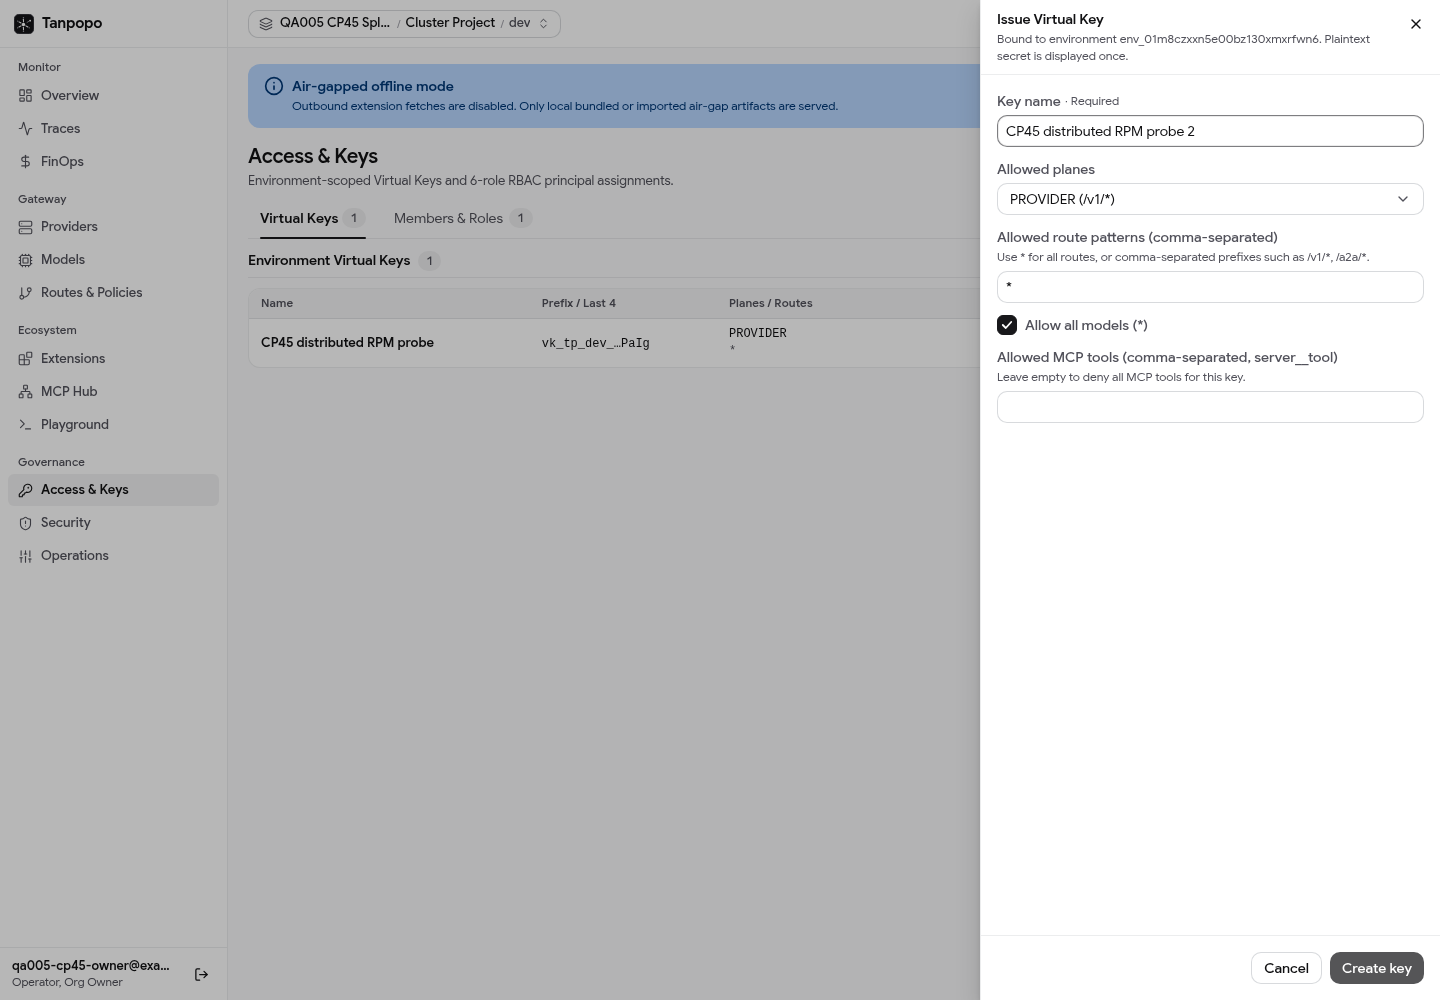 Tanpopo
Monitor
Overview
Traces
FinOps
Gateway
Providers
Models
Routes & Policies
Ecosystem
Extensions
MCP Hub
Playground
Governance
Access & Keys
Security
Operations
qa005-cp45-owner@exa...
Operator, Org Owner
QA005 CP45 Spl... / Cluster Project / dev
Air-gapped offline mode
Outbound extension fetches are disabled. Only local bundled or imported air-gap artifacts are served.
Access & Keys
Environment-scoped Virtual Keys and 6-role RBAC principal assignments.
Virtual Keys 1 Members & Roles 1
Environment Virtual Keys 1
Name Prefix / Last 4 Planes / Routes
CP45 distributed RPM probe vk_tp_dev_…PaIg PROVIDER
*
Issue Virtual Key
Bound to environment env_01m8czxxn5e00bz130xmxrfwn6. Plaintext
secret is displayed once.
Key name · Required
CP45 distributed RPM probe 2
Allowed planes
PROVIDER (/v1/*)
Allowed route patterns (comma-separated)
Use * for all routes, or comma-separated prefixes such as /v1/*, /a2a/*.
*
Allow all models (*)
Allowed MCP tools (comma-separated, server__tool)
Leave empty to deny all MCP tools for this key.
Cancel Create key